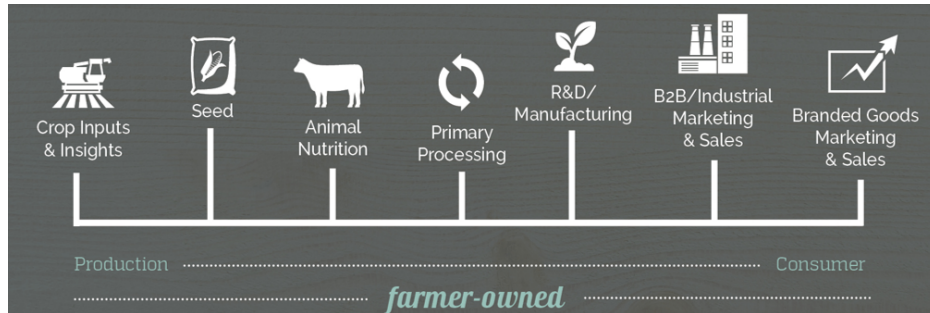 Crop Inputs
& Insights
Seed
Animal
Nutrition
Primary
Processing
R&D/
Manufacturing
B2B/Industrial
Marketing
& Sales
Branded Goods
Marketing
& Sales
Production
Consumer
farmer-owned